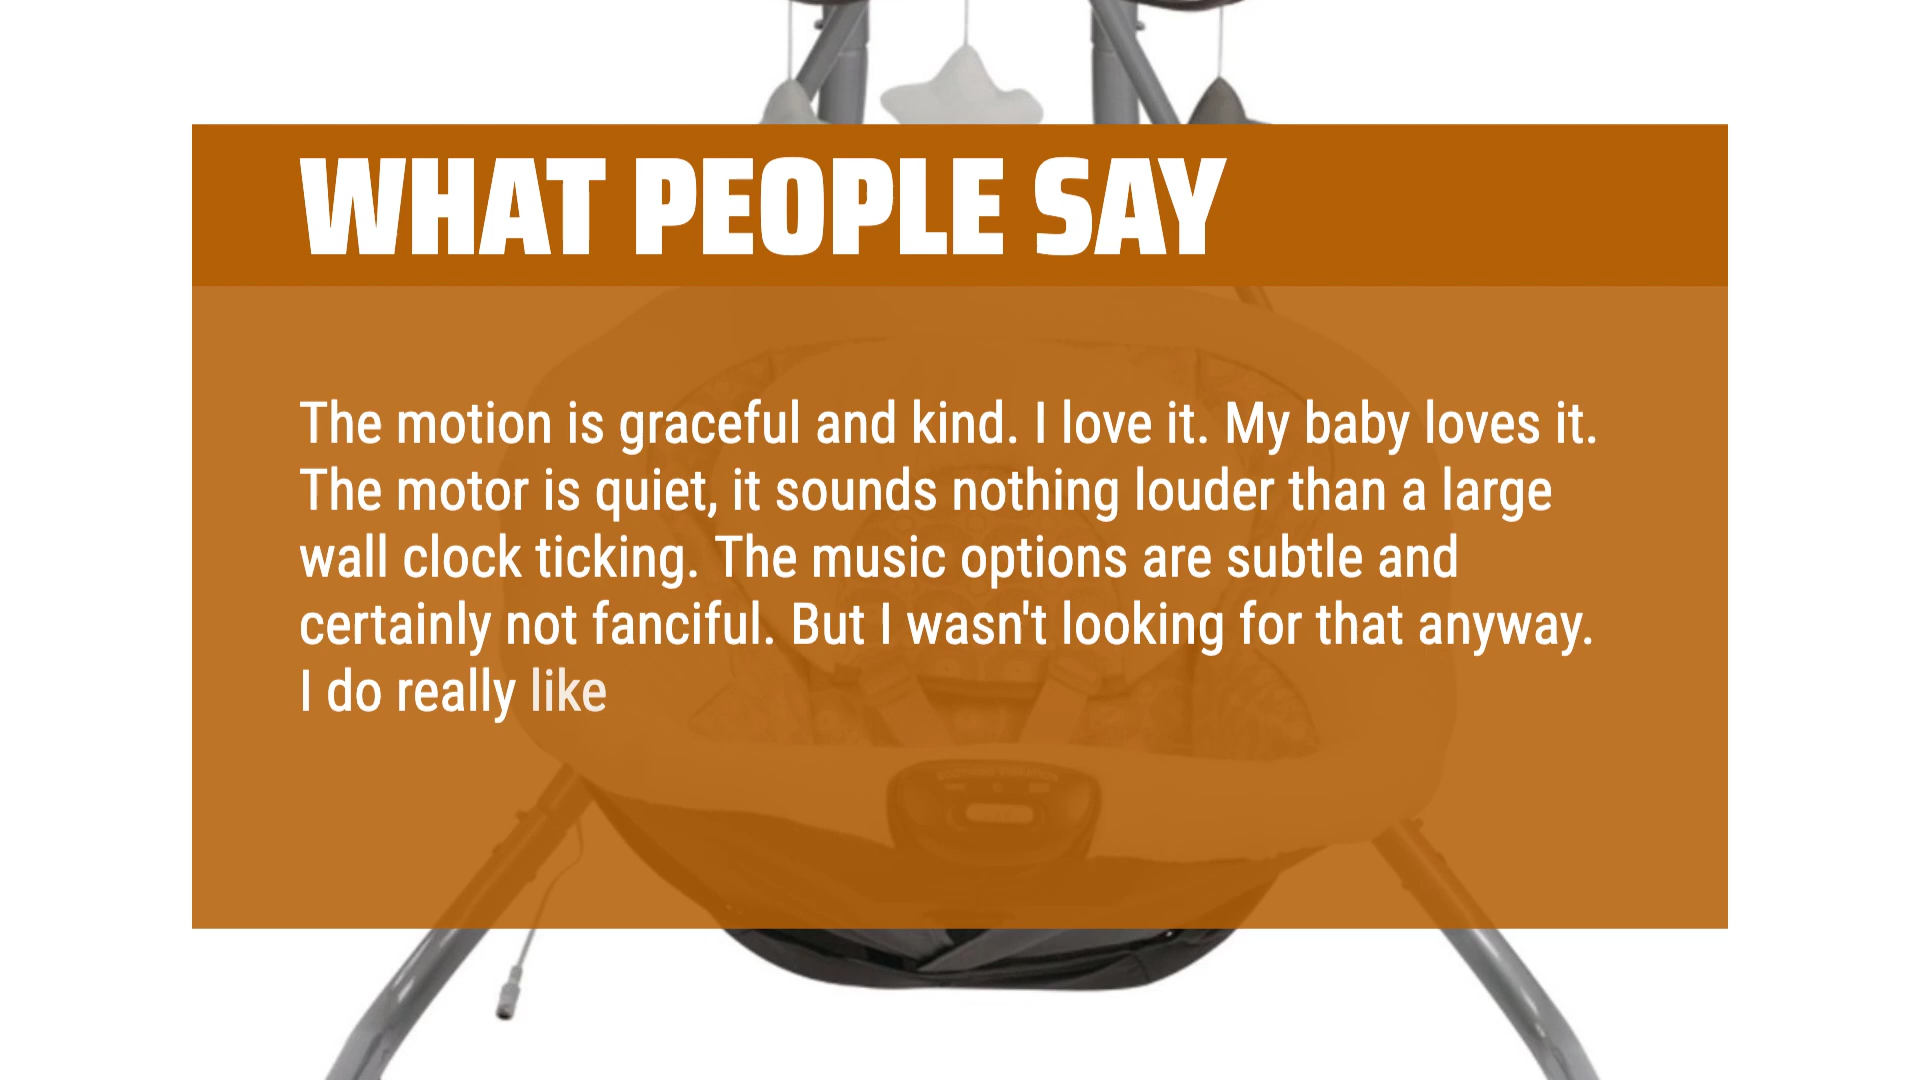 WHAT PEOPLE SAY
The motion is graceful and kind. I love it. My baby loves it.
The motor is quiet, it sounds nothing louder than a large
wall clock ticking. The music options are subtle and
certainly not fanciful. But I wasn't looking for that anyway.
I do really like